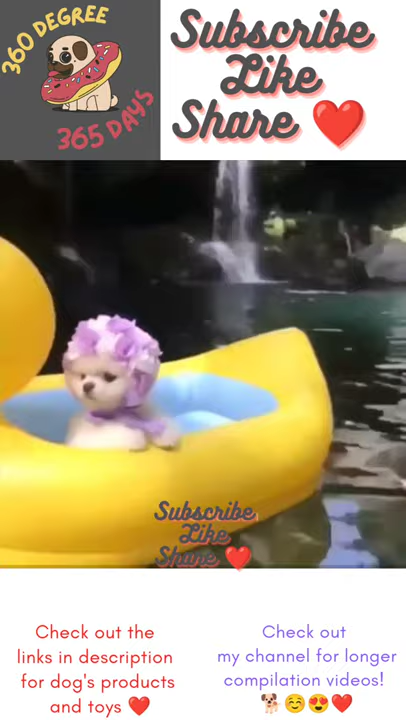 360 DEGREE
365 DAYS
Subscribe
Like
Share ❤️
Subscribe
Like
Share ❤️
Check out the
links in description
for dog's products
and toys ❤️
Check out
my channel for longer
compilation videos!
🐕☺️😍❤️